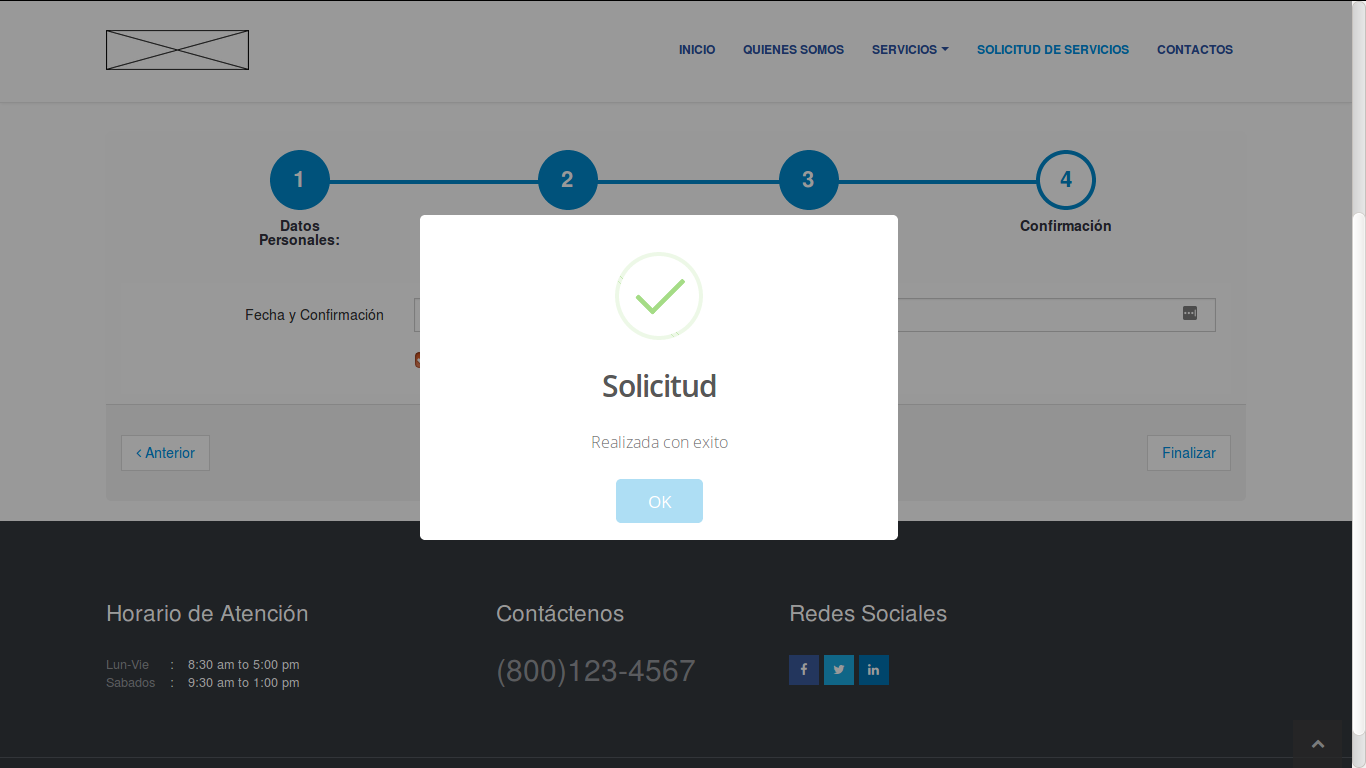 INICIO QUIENES SOMOS SERVICIOS SOLICITUD DE SERVICIOS CONTACTOS
1 2 3 4
Datos
Personales:
Confirmación
Fecha y Confirmación
Solicitud
Realizada con exito
OK
Anterior
Finalizar
Horario de Atención
Lun-Vie : 8:30 am to 5:00 pm
Sabados : 9:30 am to 1:00 pm
Contáctenos
(800)123-4567
Redes Sociales